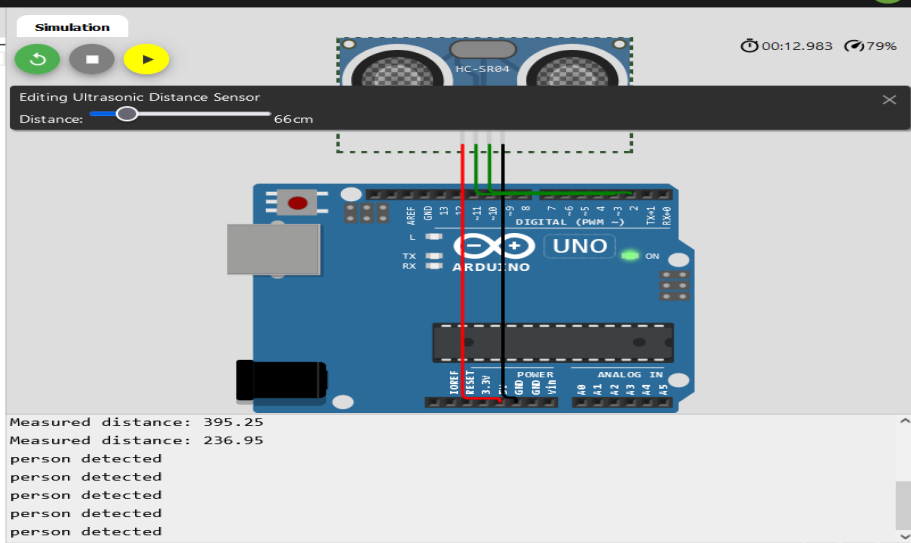 Simulation
00:12.983 79%
HC-SR04
Editing Ultrasonic Distance Sensor
Distance: 66cm
AREF GND 13 12 ~11 ~10 ~9 8 7 ~6 ~5 4 ~3 2 TX→1 RX←0
DIGITAL (PWM ~)
L
UNO
TX
ON
RX
ARDUINO
IOREF RESET 3.3V 5V GND GND Vin
POWER
ANALOG IN
A0 A1 A2 A3 A4 A5
Measured distance: 395.25
Measured distance: 236.95
person detected
person detected
person detected
person detected
person detected